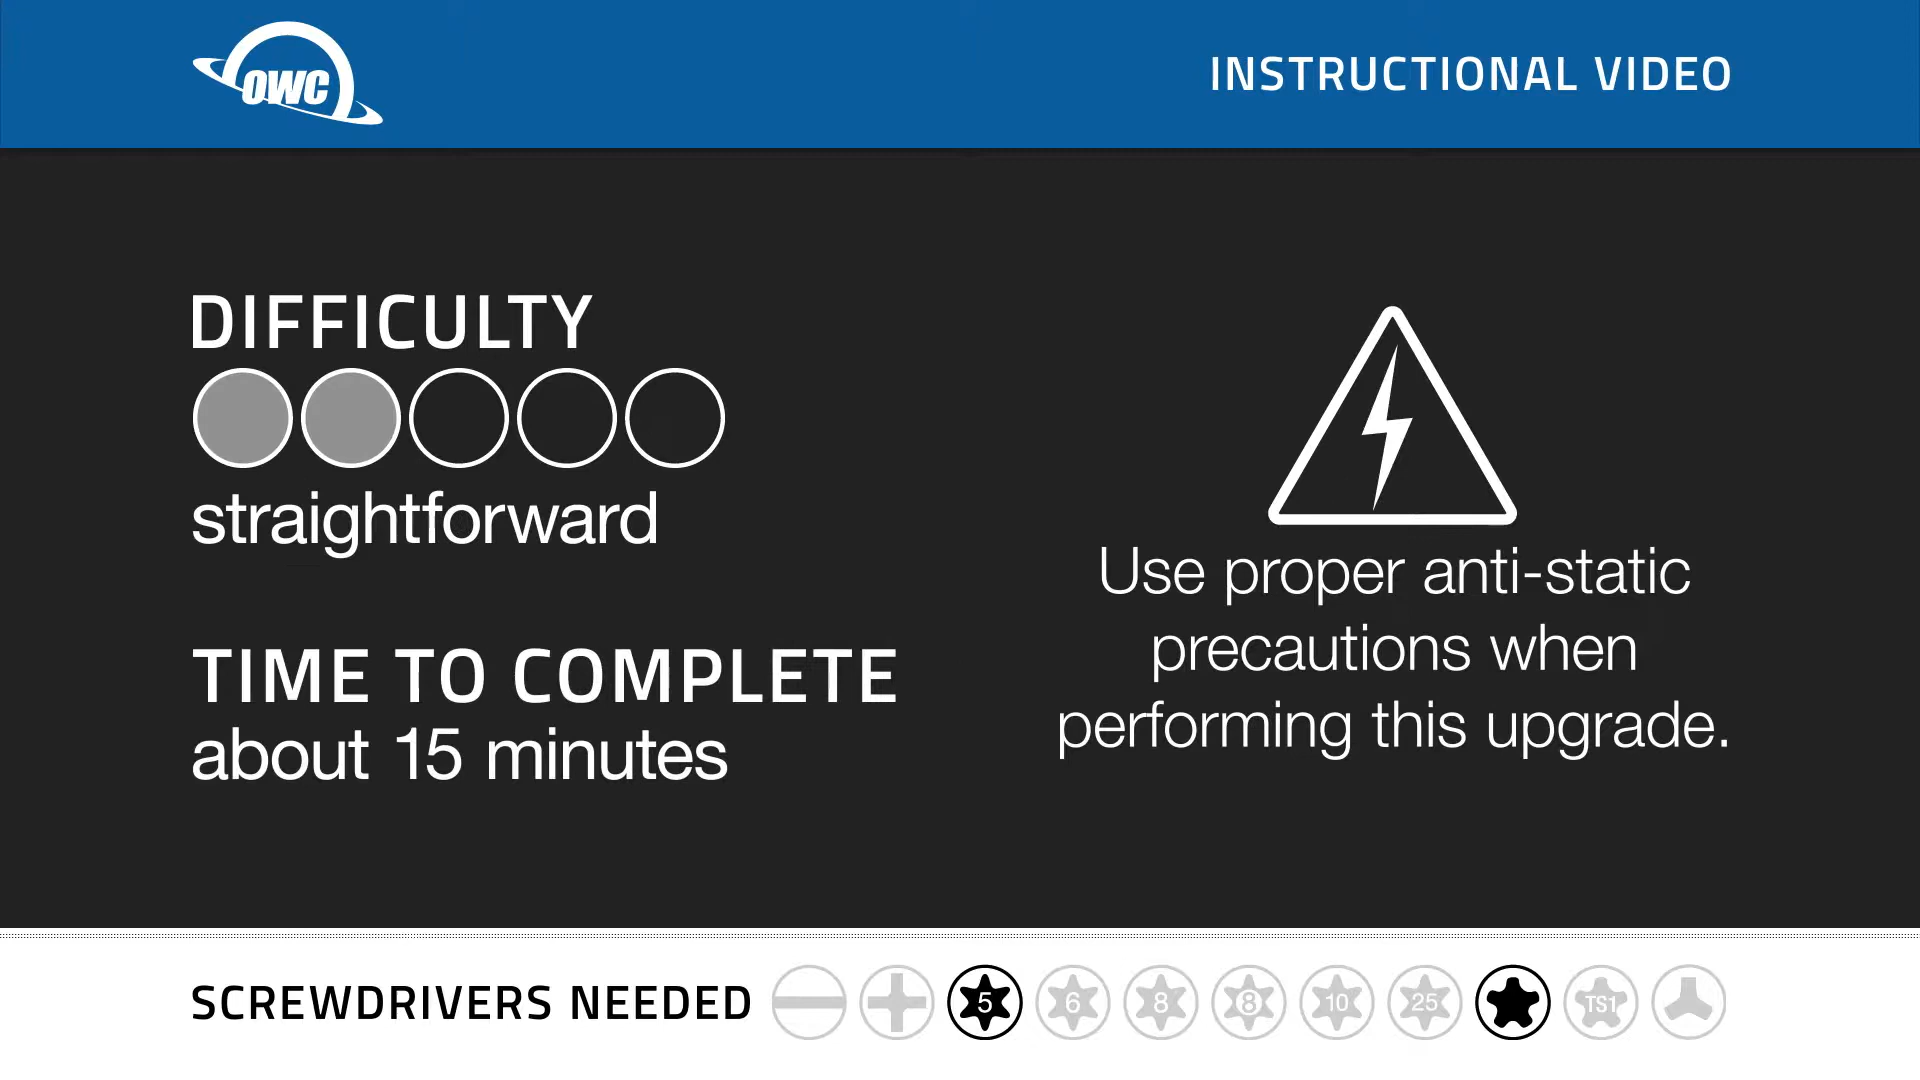 OWC
INSTRUCTIONAL VIDEO
DIFFICULTY
straightforward
TIME TO COMPLETE
about 15 minutes
Use proper anti-static
precautions when
performing this upgrade.
SCREWDRIVERS NEEDED 5 6 8 8 10 25 TS1